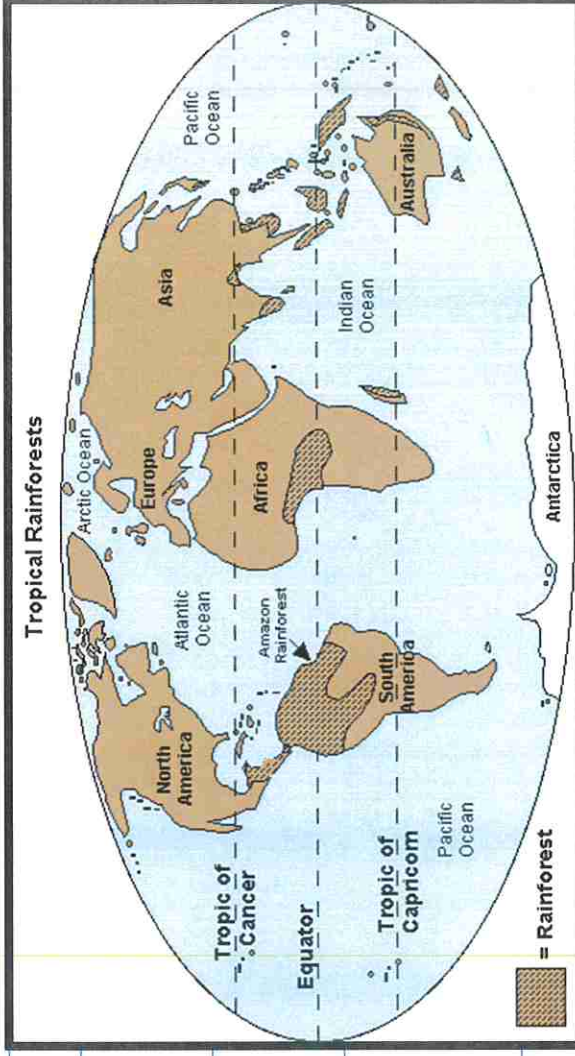 Tropical Rainforests
Arctic Ocean
North
America
Europe
Asia
Atlantic
Ocean
Pacific
Ocean
Tropic of
Cancer
Africa
Amazon
Rainforest
Equator
Indian
Ocean
South
America
Australia
Tropic of
Capricorn
Pacific
Ocean
Antarctica
= Rainforest